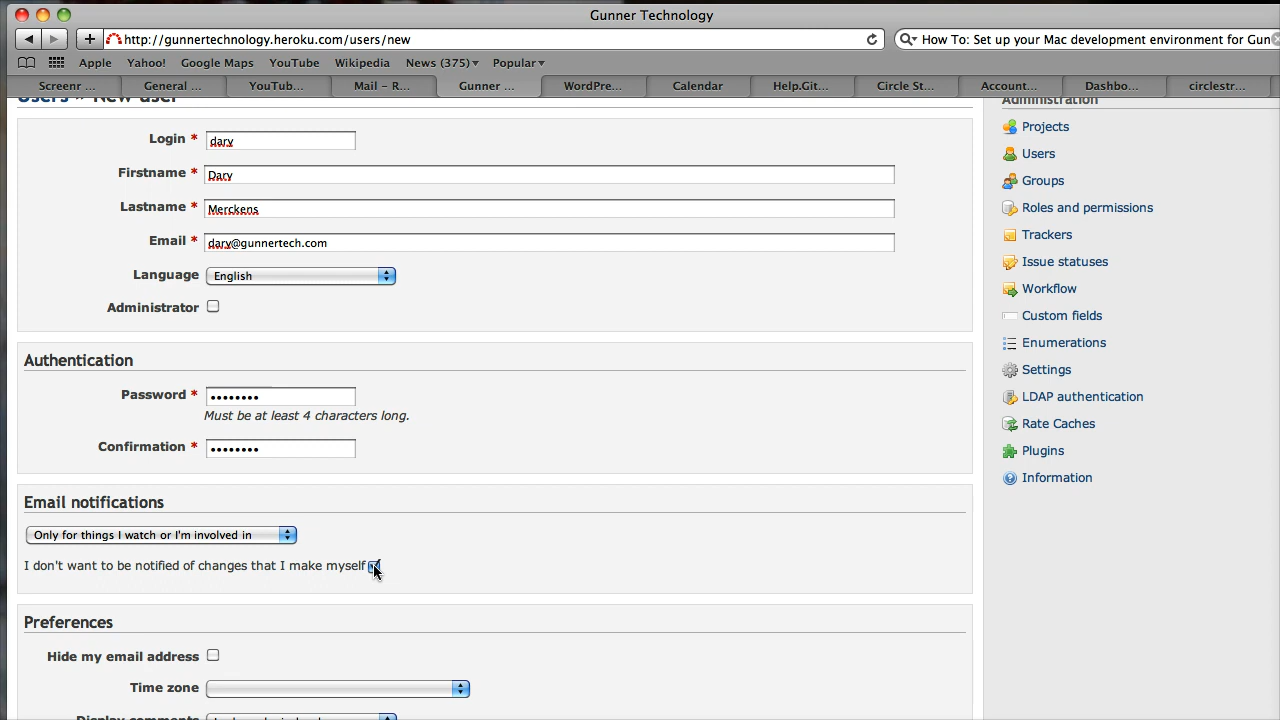 Gunner Technology
http://gunnertechnology.heroku.com/users/new
How To: Set up your Mac development environment for Gun
Apple Yahoo! Google Maps YouTube Wikipedia News (375) Popular
Screenr ... General ... YouTub... Mail – R... Gunner ... WordPre... Calendar Help.Git... Circle St... Account... Dashbo... circlestr...
Users » New user
Login *
dary
Firstname *
Dary
Lastname *
Merckens
Email *
dary@gunnertech.com
Language
English
Administrator
Authentication
Password *
••••••••
Must be at least 4 characters long.
Confirmation *
••••••••
Email notifications
Only for things I watch or I'm involved in
I don't want to be notified of changes that I make myself
Preferences
Hide my email address
Time zone
Display comments
Administration
Projects
Users
Groups
Roles and permissions
Trackers
Issue statuses
Workflow
Custom fields
Enumerations
Settings
LDAP authentication
Rate Caches
Plugins
Information